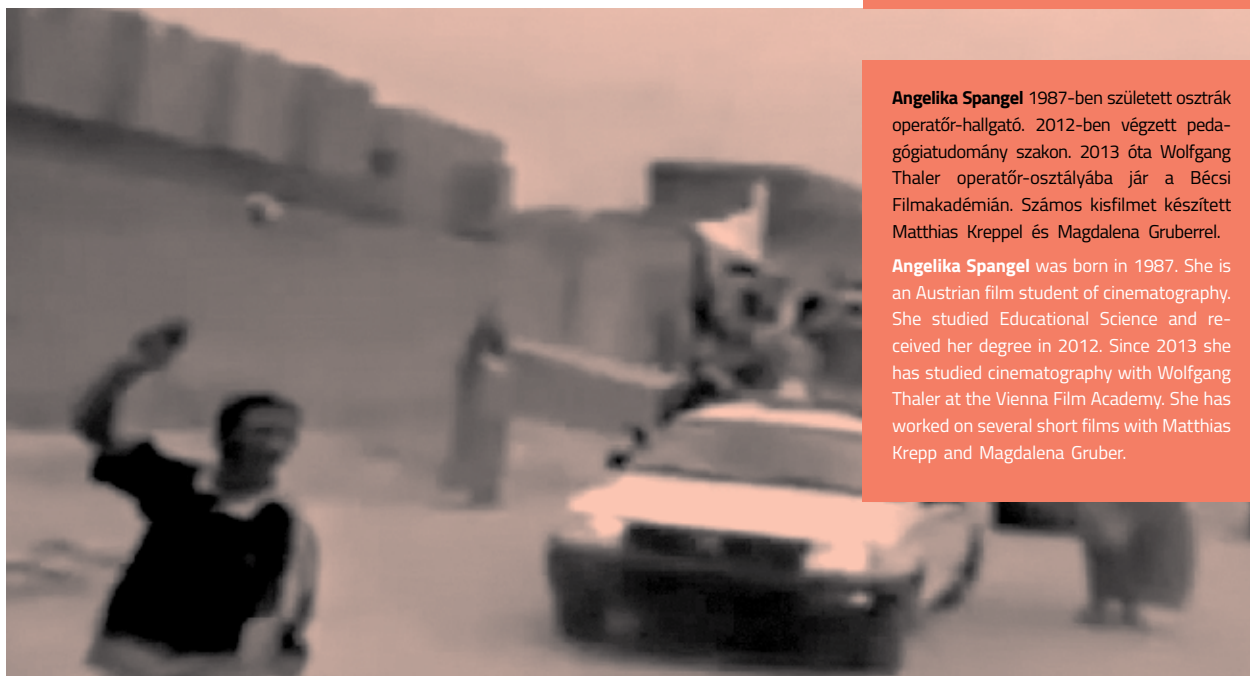 Angelika Spangel 1987-ben született osztrák
operatőr-hallgató. 2012-ben végzett peda-
gógiatudomány szakon. 2013 óta Wolfgang
Thaler operatőr-osztályába jár a Bécsi
Filmakadémián. Számos kisfilmet készített
Matthias Kreppel és Magdalena Gruberrel.
Angelika Spangel was born in 1987. She is
an Austrian film student of cinematography.
She studied Educational Science and re-
ceived her degree in 2012. Since 2013 she
has studied cinematography with Wolfgang
Thaler at the Vienna Film Academy. She has
worked on several short films with Matthias
Krepp and Magdalena Gruber.